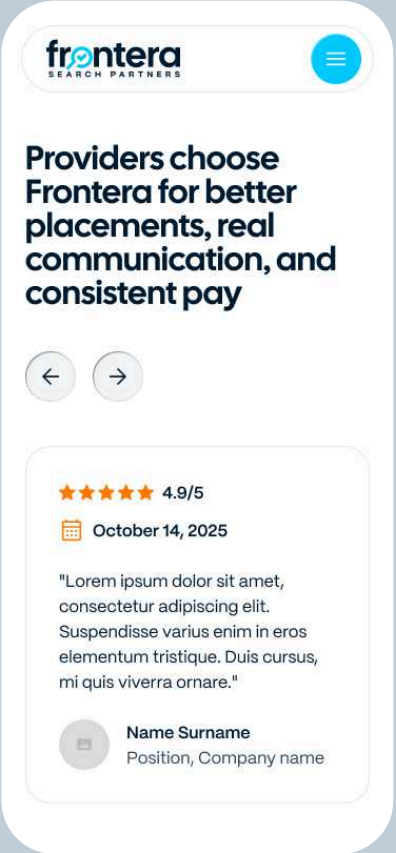 frontera
SEARCH PARTNERS
Providers choose
Frontera for better
placements, real
communication, and
consistent pay
4.9/5
October 14, 2025
"Lorem ipsum dolor sit amet,
consectetur adipiscing elit.
Suspendisse varius enim in eros
elementum tristique. Duis cursus,
mi quis viverra ornare."
Name Surname
Position, Company name